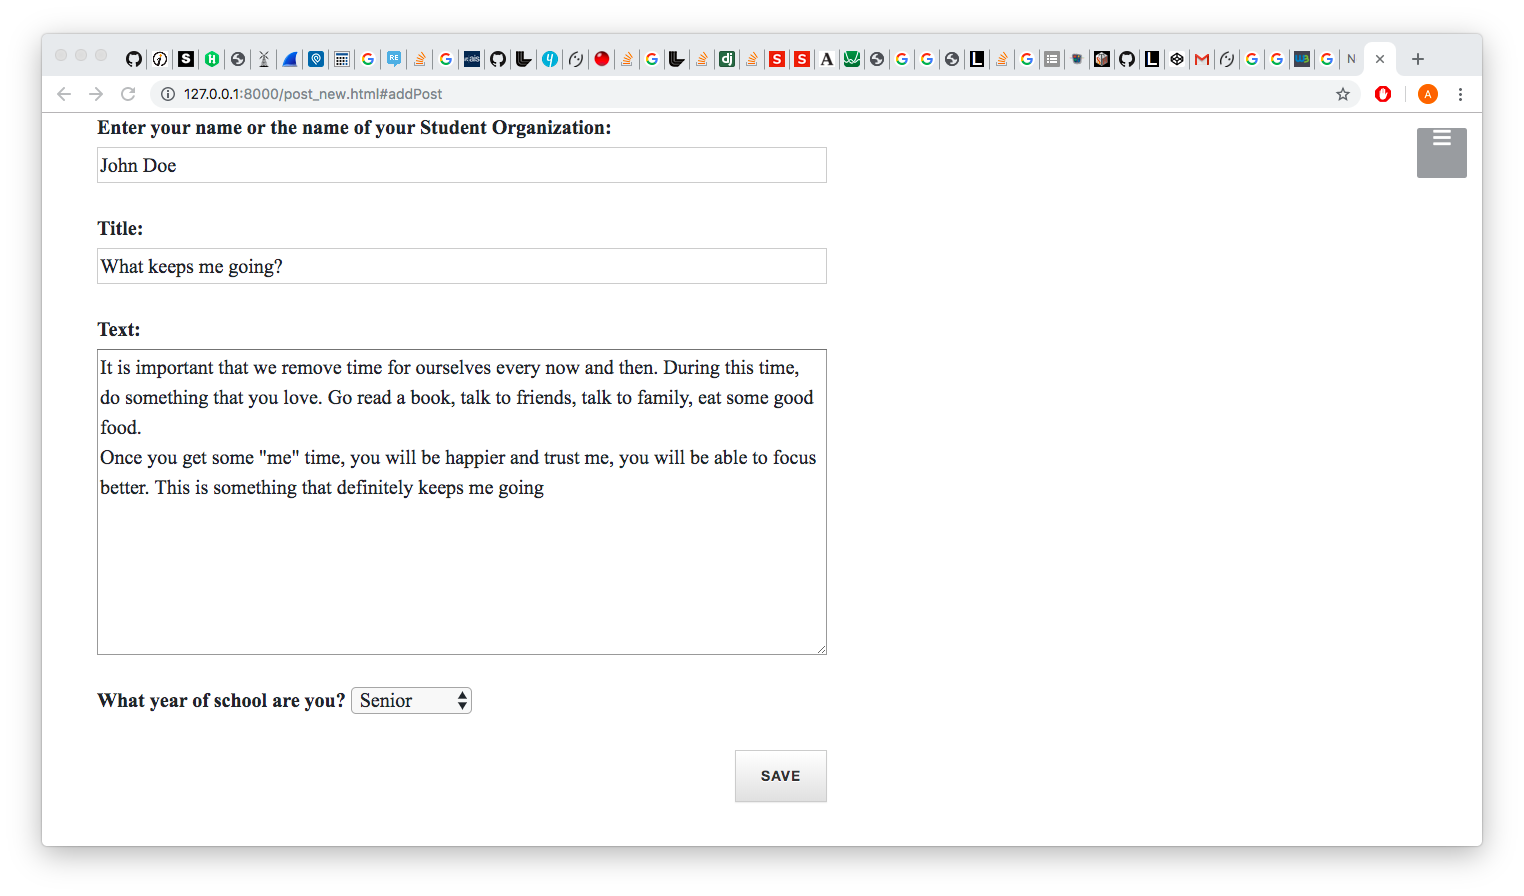 127.0.0.1:8000/post_new.html#addPost
A
Enter your name or the name of your Student Organization:
John Doe
Title:
What keeps me going?
Text:
It is important that we remove time for ourselves every now and then. During this time,
do something that you love. Go read a book, talk to friends, talk to family, eat some good
food.
Once you get some "me" time, you will be happier and trust me, you will be able to focus
better. This is something that definitely keeps me going
What year of school are you? Senior
SAVE